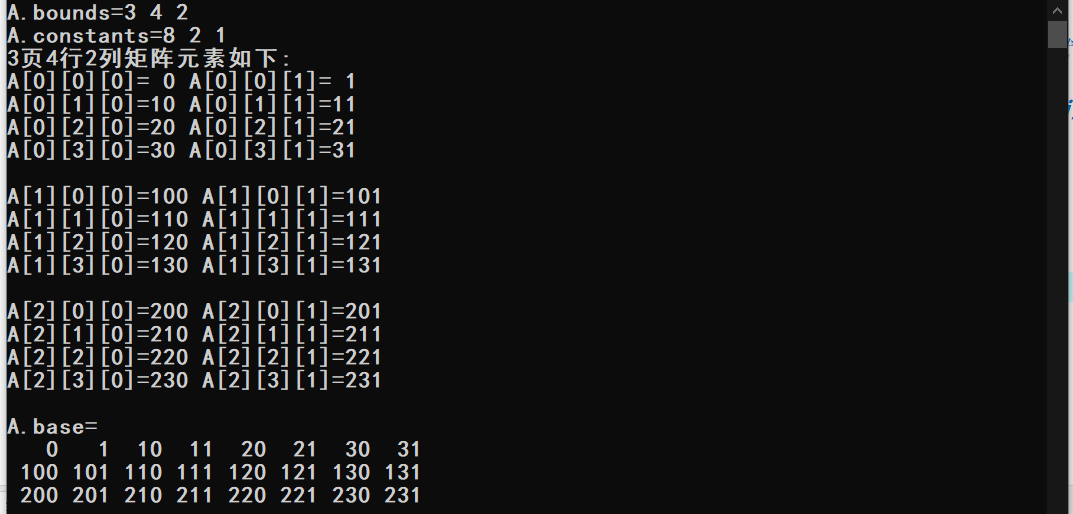 A.bounds=3 4 2
A.constants=8 2 1
3页4行2列矩阵元素如下:
A[0][0][0]= 0 A[0][0][1]= 1
A[0][1][0]=10 A[0][1][1]=11
A[0][2][0]=20 A[0][2][1]=21
A[0][3][0]=30 A[0][3][1]=31
A[1][0][0]=100 A[1][0][1]=101
A[1][1][0]=110 A[1][1][1]=111
A[1][2][0]=120 A[1][2][1]=121
A[1][3][0]=130 A[1][3][1]=131
A[2][0][0]=200 A[2][0][1]=201
A[2][1][0]=210 A[2][1][1]=211
A[2][2][0]=220 A[2][2][1]=221
A[2][3][0]=230 A[2][3][1]=231
A.base=
0 1 10 11 20 21 30 31
100 101 110 111 120 121 130 131
200 201 210 211 220 221 230 231